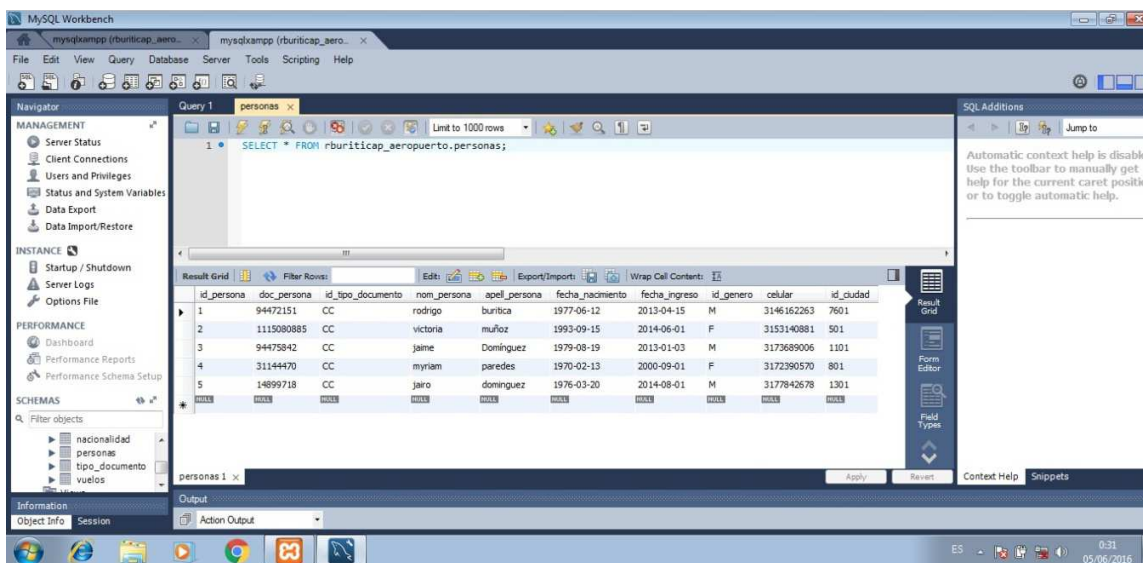 MySQL Workbench
mysqlxampp (rburiticap_aero... × mysqlxampp (rburiticap_aero... ×
File Edit View Query Database Server Tools Scripting Help
Navigator
MANAGEMENT
Server Status
Client Connections
Users and Privileges
Status and System Variables
Data Export
Data Import/Restore
INSTANCE
Startup / Shutdown
Server Logs
Options File
PERFORMANCE
Dashboard
Performance Reports
Performance Schema Setup
SCHEMAS
Filter objects
nacionalidad
personas
tipo_documento
vuelos
Information
Object Info Session
Query 1 personas ×
Limit to 1000 rows
1 SELECT * FROM rburiticap_aeropuerto.personas;
Result Grid Filter Rows: Edit: Export/Import: Wrap Cell Content:
id_persona doc_persona id_tipo_documento nom_persona apell_persona fecha_nacimiento fecha_ingreso id_genero celular id_ciudad
1 94472151 CC rodrigo buritica 1977-06-12 2013-04-15 M 3146162263 7601
2 1115080885 CC victoria muñoz 1993-09-15 2014-06-01 F 3153140881 501
3 94475842 CC jaime Domínguez 1979-08-19 2013-01-03 M 3173689006 1101
4 31144470 CC myriam paredes 1970-02-13 2000-09-01 F 3172390570 801
5 14899718 CC jairo dominguez 1976-03-20 2014-08-01 M 3177842678 1301
NULL NULL NULL NULL NULL NULL NULL NULL NULL NULL
Result Grid
Form Editor
Field Types
personas 1 × Apply Revert
Output
Action Output
SQL Additions
Jump to
Automatic context help is disable
Use the toolbar to manually get
help for the current caret positio
or to toggle automatic help.
Context Help Snippets
ES 0:31
05/06/2016